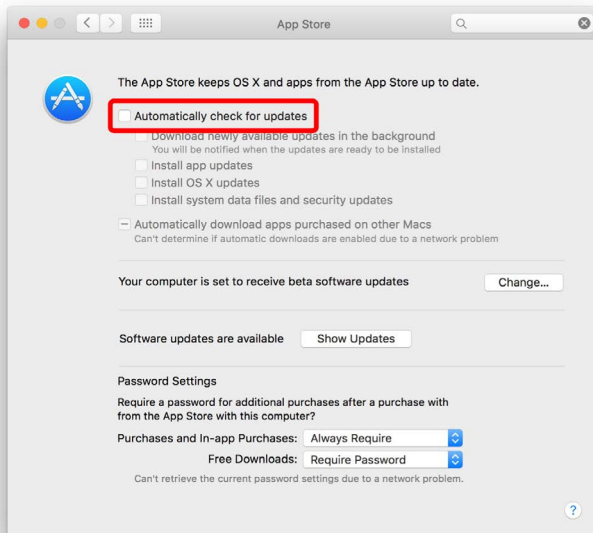 App Store
The App Store keeps OS X and apps from the App Store up to date.
Automatically check for updates
Download newly available updates in the background
You will be notified when the updates are ready to be installed
Install app updates
Install OS X updates
Install system data files and security updates
Automatically download apps purchased on other Macs
Can't determine if automatic downloads are enabled due to a network problem
Your computer is set to receive beta software updates
Change...
Software updates are available
Show Updates
Password Settings
Require a password for additional purchases after a purchase with
from the App Store with this computer?
Purchases and In-app Purchases: Always Require
Free Downloads: Require Password
Can't retrieve the current password settings due to a network problem.
?